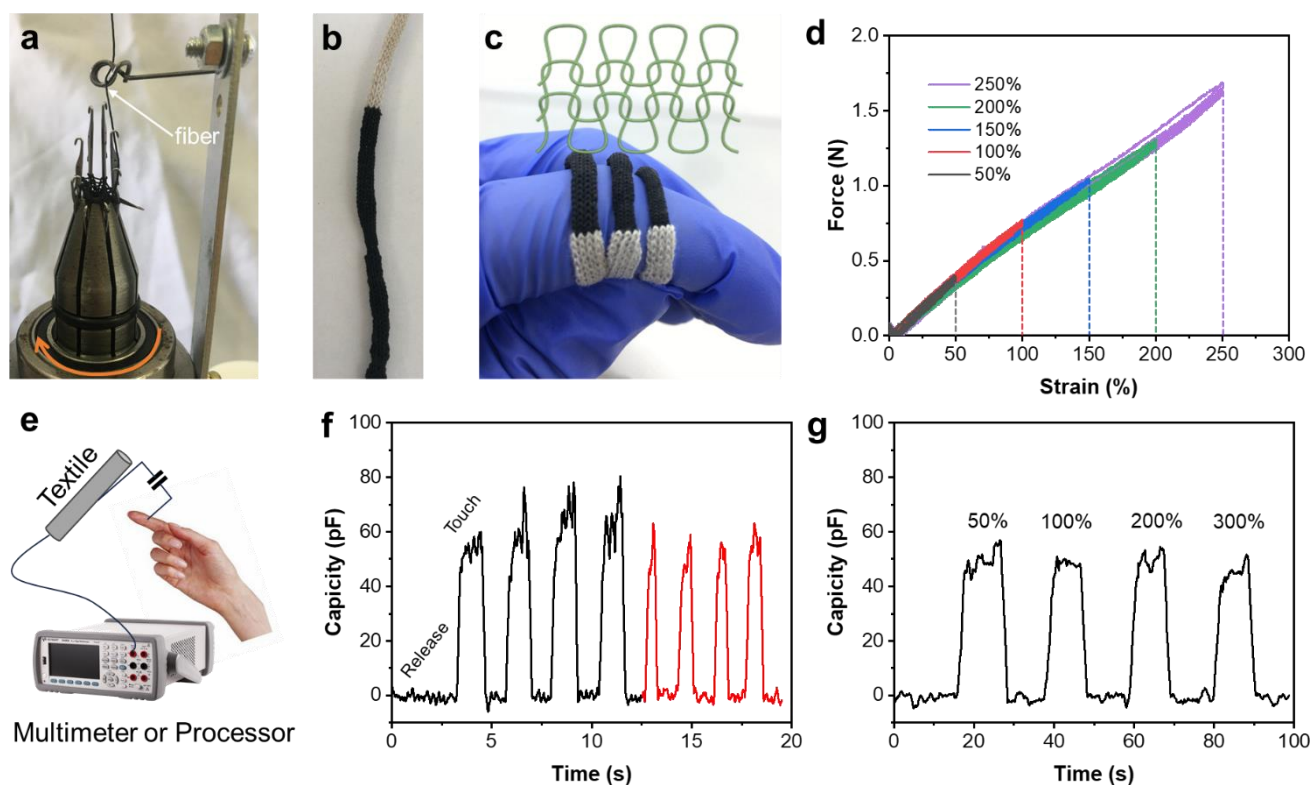 a
fiber
b
c
d
Force (N)
2.0
1.5
1.0
0.5
0.0
250%
200%
150%
100%
50%
0 50 100 150 200 250 300
Strain (%)
e
Textile
Multimeter or Processor
f
Capicity (pF)
100
80
60
40
20
0
Touch
Release
0 5 10 15 20
Time (s)
g
Capicity (pF)
100
80
60
40
20
0
50% 100% 200% 300%
0 20 40 60 80 100
Time (s)